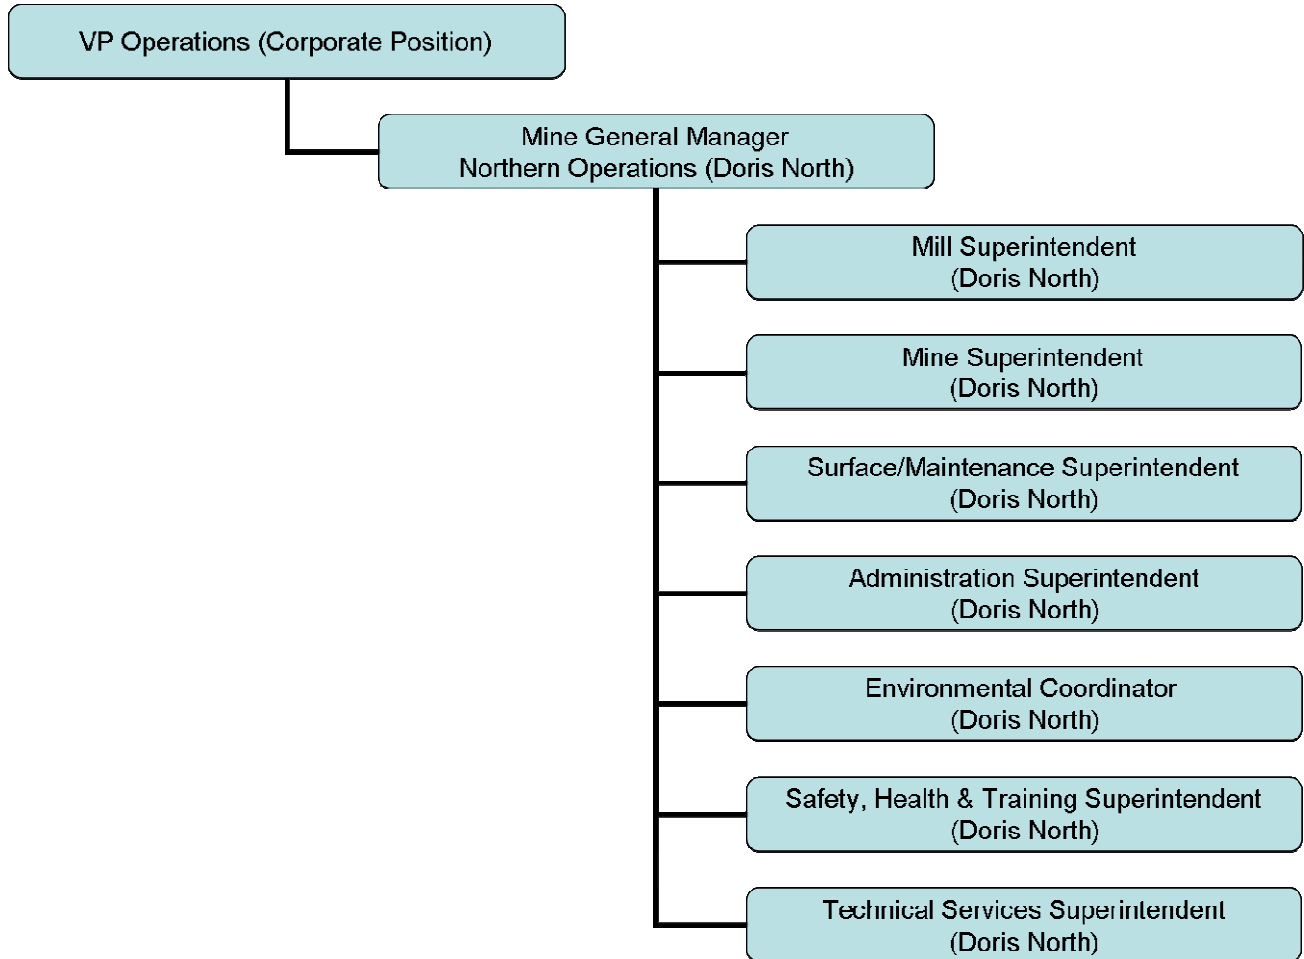 VP Operations (Corporate Position)
Mine General Manager
Northern Operations (Doris North)
Mill Superintendent
(Doris North)
Mine Superintendent
(Doris North)
Surface/Maintenance Superintendent
(Doris North)
Administration Superintendent
(Doris North)
Environmental Coordinator
(Doris North)
Safety, Health & Training Superintendent
(Doris North)
Technical Services Superintendent
(Doris North)